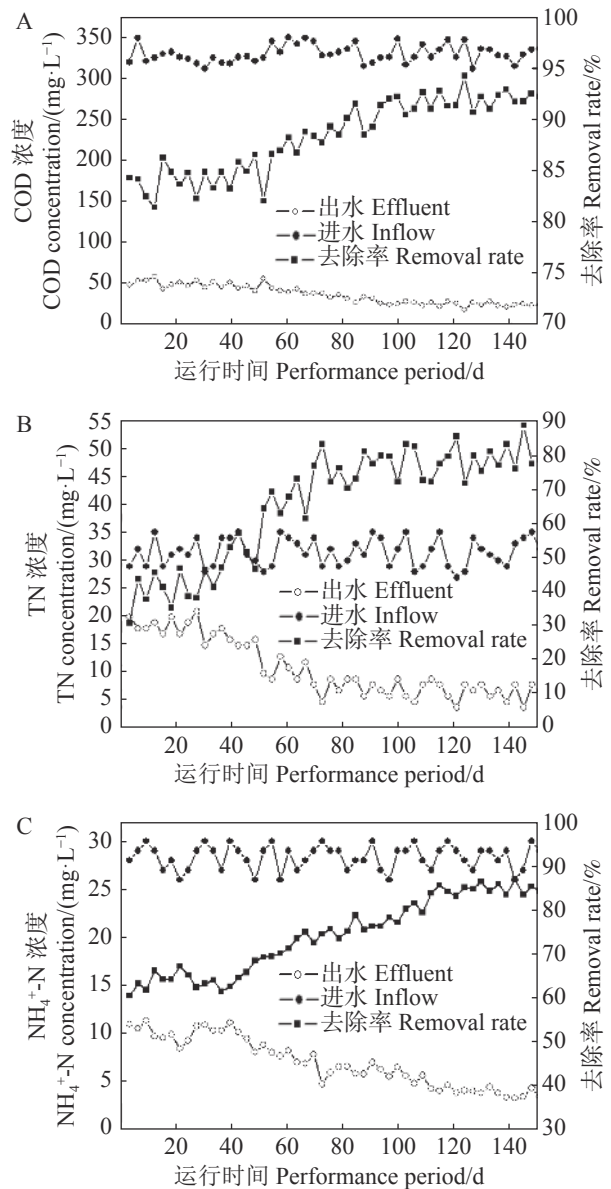 A
COD 浓度
COD concentration/(mg·L⁻¹)
350
300
250
200
150
100
50
0
100
95
90
85
80
75
70
去除率 Removal rate/%
出水 Effluent
进水 Inflow
去除率 Removal rate
20 40 60 80 100 120 140
运行时间 Performance period/d
B
TN 浓度
TN concentration/(mg·L⁻¹)
55
50
45
40
35
30
25
20
15
10
5
0
90
80
70
60
50
40
30
20
10
0
去除率 Removal rate/%
出水 Effluent
进水 Inflow
去除率 Removal rate
20 40 60 80 100 120 140
运行时间 Performance period/d
C
NH₄⁺-N 浓度
NH₄⁺-N concentration/(mg·L⁻¹)
30
25
20
15
10
5
0
100
90
80
70
60
50
40
30
去除率 Removal rate/%
出水 Effluent
进水 Inflow
去除率 Removal rate
20 40 60 80 100 120 140
运行时间 Performance period/d